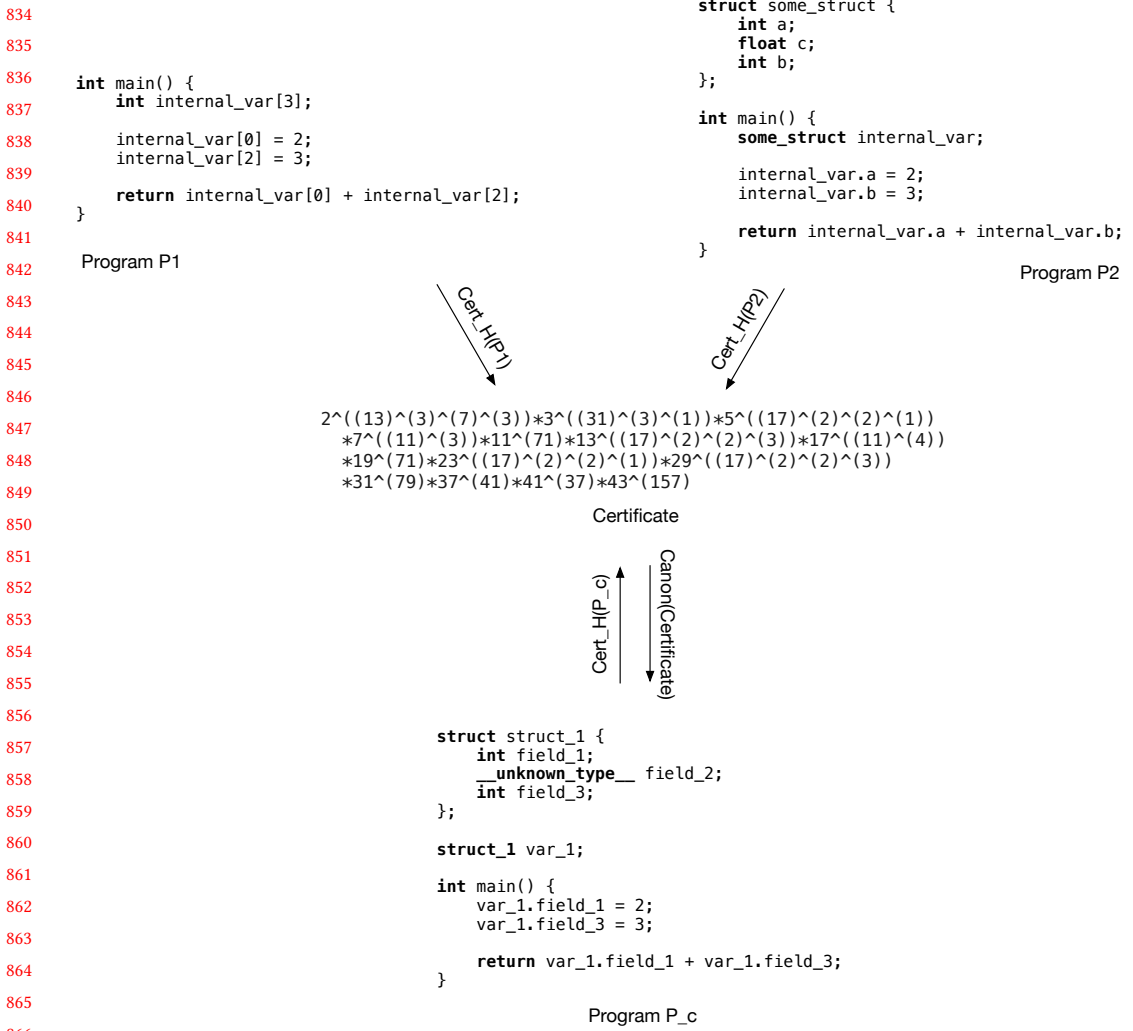 834
835
836
837
838
839
840
841
842
843
844
845
846
847
848
849
850
851
852
853
854
855
856
857
858
859
860
861
862
863
864
865
int main() {
    int internal_var[3];
    internal_var[0] = 2;
    internal_var[2] = 3;
    return internal_var[0] + internal_var[2];
}
Program P1
struct some_struct {
    int a;
    float c;
    int b;
};
int main() {
    some_struct internal_var;
    internal_var.a = 2;
    internal_var.b = 3;
    return internal_var.a + internal_var.b;
}
Program P2
Cert_H(P1)
Cert_H(P2)
2^((13)^(3)^(7)^(3))*3^((31)^(3)^(1))*5^((17)^(2)^(2)^(1))
*7^((11)^(3))*11^(71)*13^((17)^(2)^(2)^(3))*17^((11)^(4))
*19^(71)*23^((17)^(2)^(2)^(1))*29^((17)^(2)^(2)^(3))
*31^(79)*37^(41)*41^(37)*43^(157)
Certificate
Cert_H(P_c)
Canon(Certificate)
struct struct_1 {
    int field_1;
    __unknown_type__ field_2;
    int field_3;
};
struct_1 var_1;
int main() {
    var_1.field_1 = 2;
    var_1.field_3 = 3;
    return var_1.field_1 + var_1.field_3;
}
Program P_c